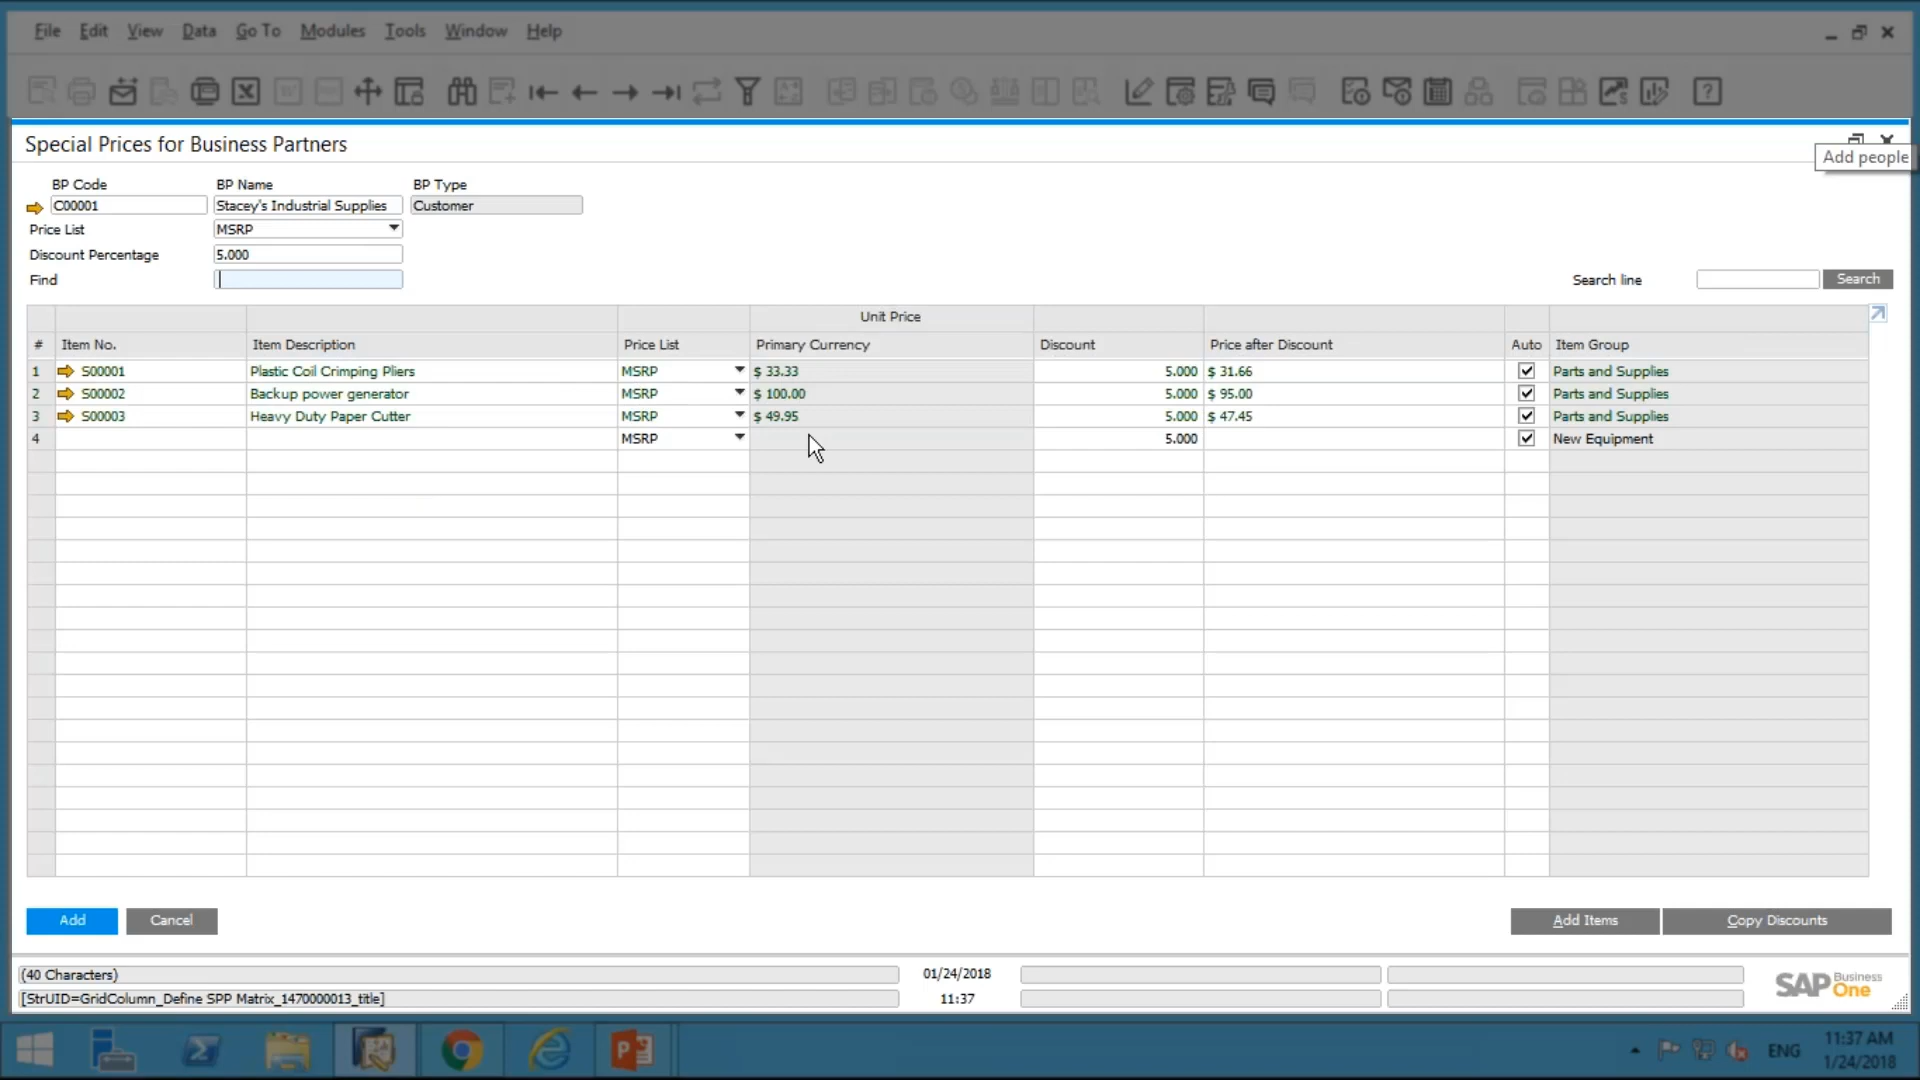 File Edit View Data Go To Modules Tools Window Help
Special Prices for Business Partners
Add people
BP Code BP Name BP Type
C00001 Stacey's Industrial Supplies Customer
Price List MSRP
Discount Percentage 5.000
Find Search line Search
Unit Price
# Item No. Item Description Price List Primary Currency Discount Price after Discount Auto Item Group
1 S00001 Plastic Coil Crimping Pliers MSRP $ 33.33 5.000 $ 31.66 Parts and Supplies
2 S00002 Backup power generator MSRP $ 100.00 5.000 $ 95.00 Parts and Supplies
3 S00003 Heavy Duty Paper Cutter MSRP $ 49.95 5.000 $ 47.45 Parts and Supplies
4 MSRP 5.000 New Equipment
Add Cancel Add Items Copy Discounts
(40 Characters) 01/24/2018
[StrUID=GridColumn_Define SPP Matrix_1470000013_title] 11:37
SAP Business One
ENG 11:37 AM
1/24/2018